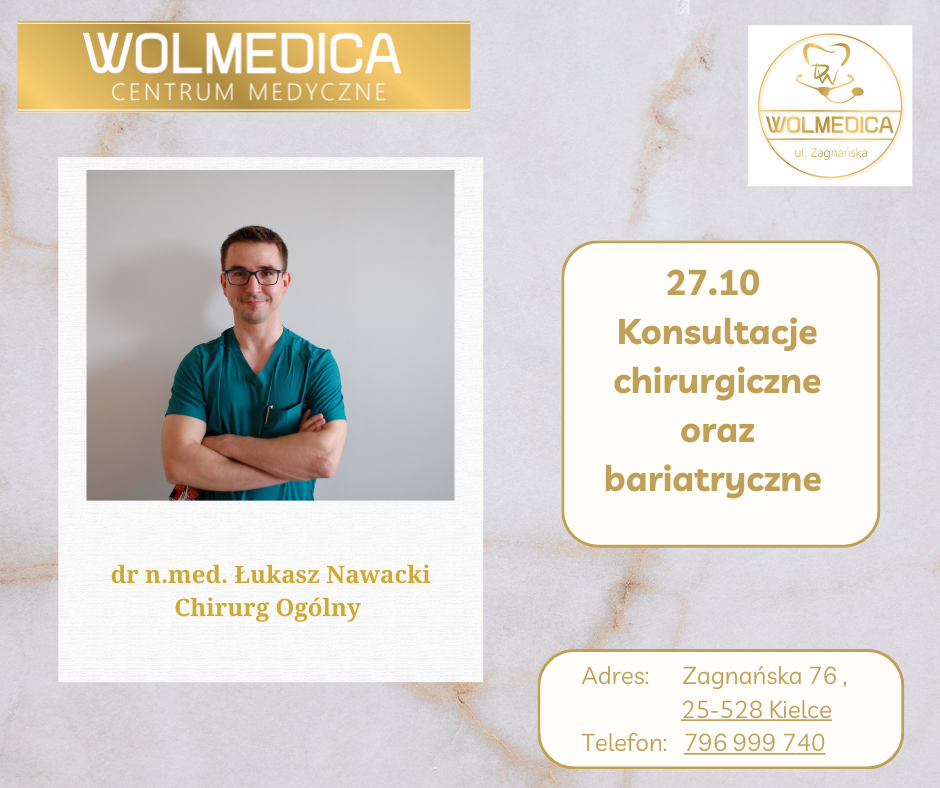 WOLMEDICA
CENTRUM MEDYCZNE
DW
WOLMEDICA
ul. Zagnańska
27.10
Konsultacje
chirurgiczne
oraz
bariatryczne
dr n.med. Łukasz Nawacki
Chirurg Ogólny
Adres: Zagnańska 76 ,
25-528 Kielce
Telefon: 796 999 740